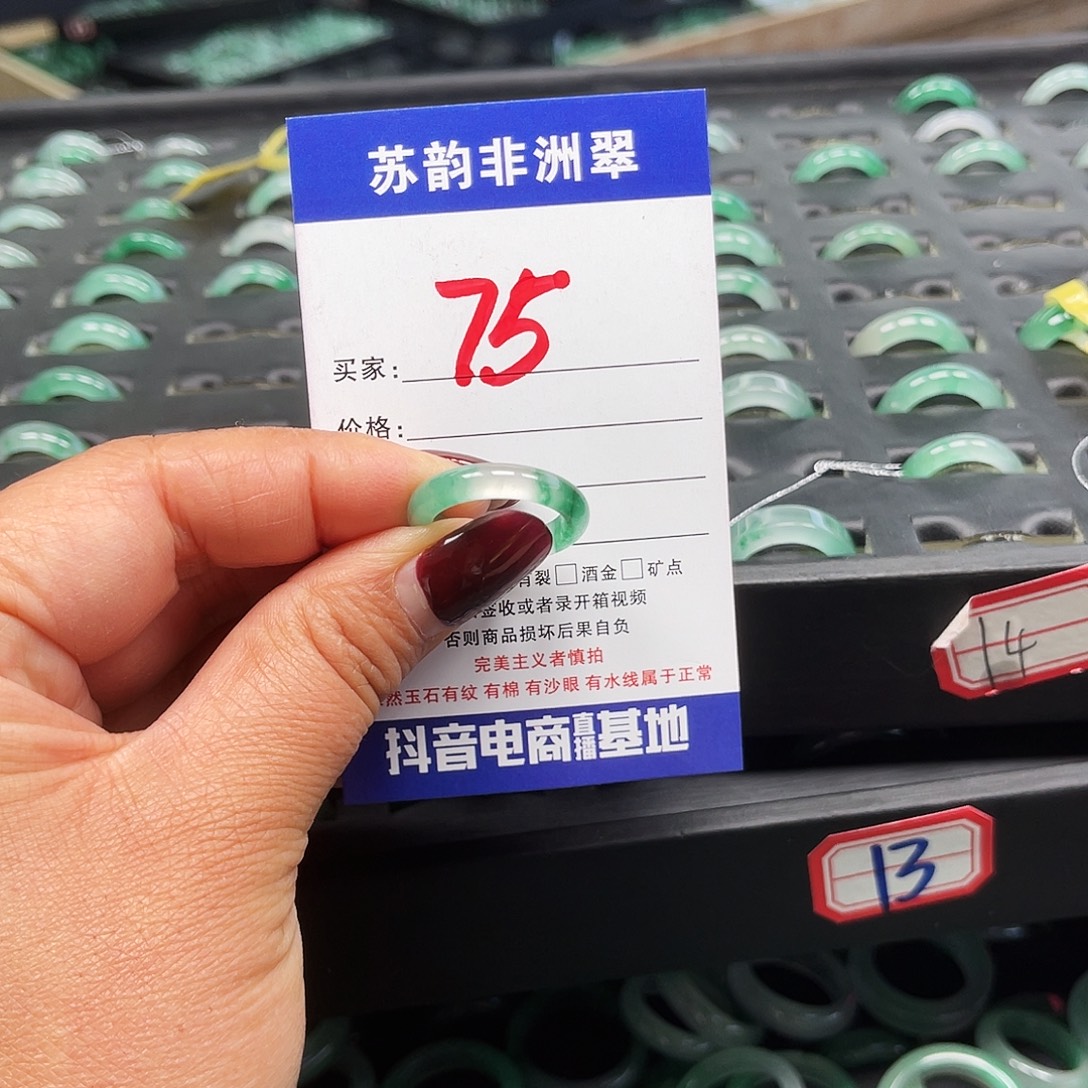 苏韵非洲翠
75
买家:
价格:
有裂□酒金□矿点
签收或者录开箱视频
否则商品损坏后果自负
完美主义者慎拍
然玉石有纹 有棉 有沙眼 有水线属于正常
抖音电商直播基地
14
13